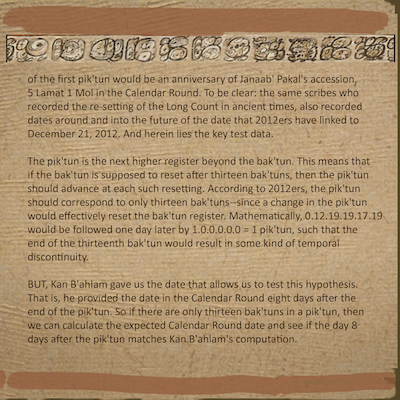 of the first pik'tun would be an anniversary of Janaab' Pakal's accession,
5 Lamat 1 Mol in the Calendar Round. To be clear: the same scribes who
recorded the re-setting of the Long Count in ancient times, also recorded
dates around and into the future of the date that 2012ers have linked to
December 21, 2012. And herein lies the key test data.
The pik'tun is the next higher register beyond the bak'tun. This means that
if the bak'tun is supposed to reset after thirteen bak'tuns, then the pik'tun
should advance at each such resetting. According to 2012ers, the pik'tun
should correspond to only thirteen bak'tuns--since a change in the pik'tun
would effectively reset the bak'tun register. Mathematically, 0.12.19.19.17.19
would be followed one day later by 1.0.0.0.0.0 = 1 pik'tun, such that the
end of the thirteenth bak'tun would result in some kind of temporal
discontinuity.
BUT, Kan B'ahlam gave us the date that allows us to test this hypothesis.
That is, he provided the date in the Calendar Round eight days after the
end of the pik'tun. So if there are only thirteen bak'tuns in a pik'tun, then
we can calculate the expected Calendar Round date and see if the day 8
days after the pik'tun matches Kan B'ahlam's computation.